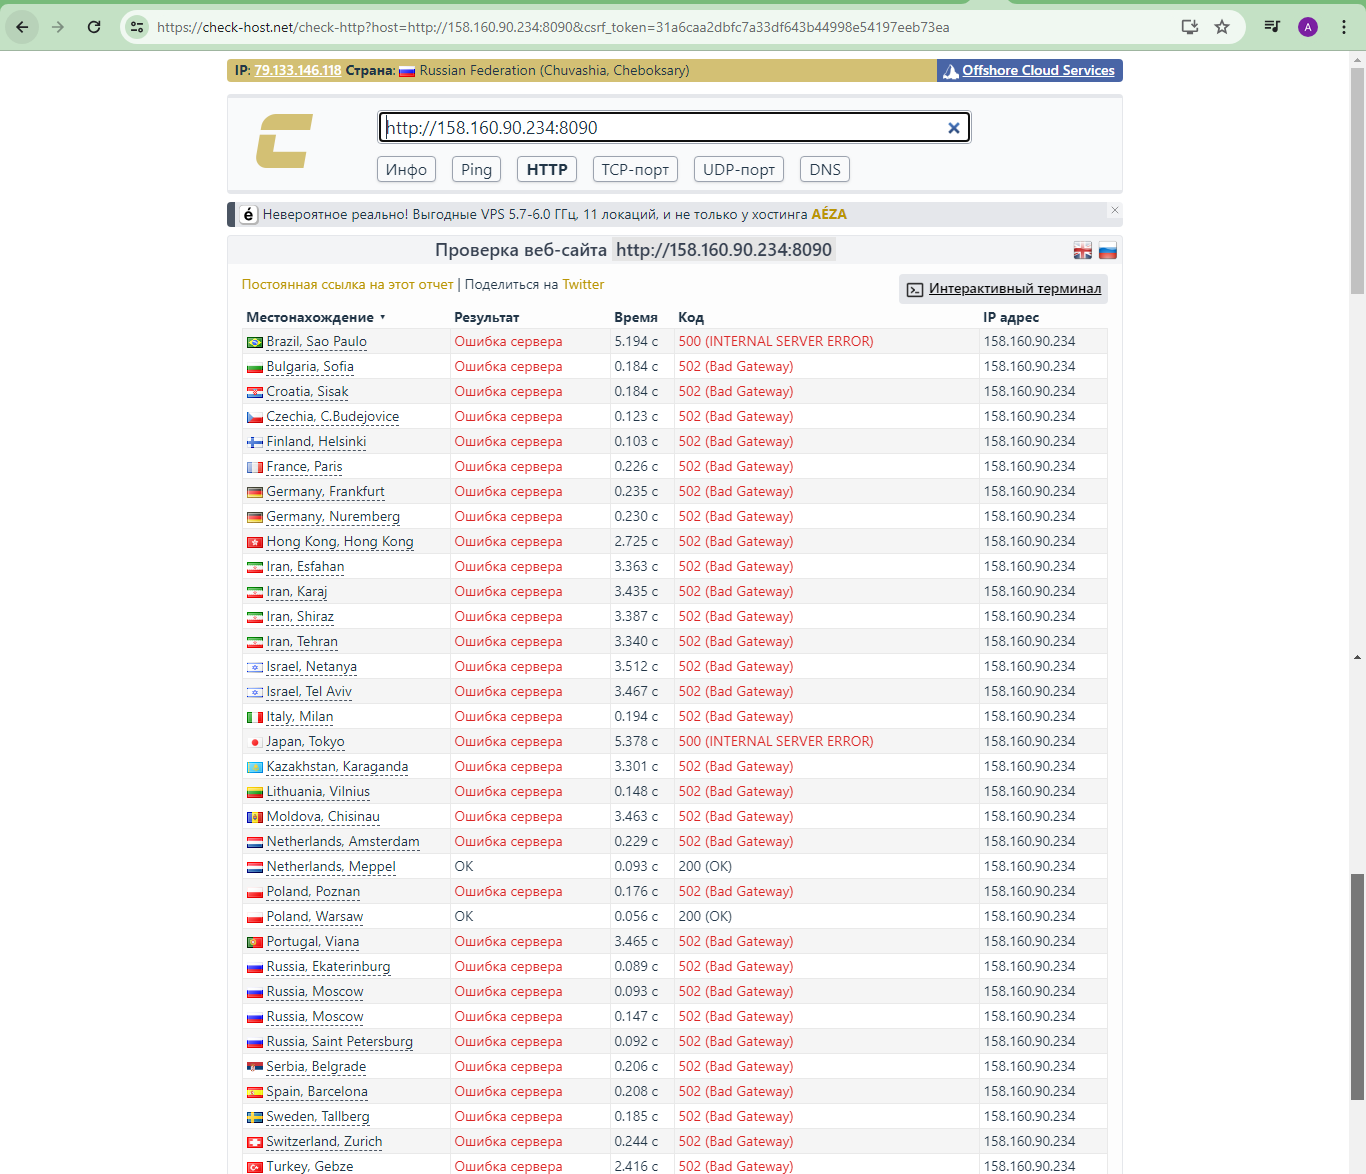 https://check-host.net/check-http?host=http://158.160.90.234:8090&csrf_token=31a6caa2dbfc7a33df643b44998e54197eeb73ea
A
IP: 79.133.146.118 Страна: Russian Federation (Chuvashia, Cheboksary)
Offshore Cloud Services
http://158.160.90.234:8090
Инфо Ping HTTP TCP-порт UDP-порт DNS
é Невероятное реально! Выгодные VPS 5.7-6.0 ГГц, 11 локаций, и не только у хостинга AÉZA
Проверка веб-сайта http://158.160.90.234:8090
Постоянная ссылка на этот отчет | Поделиться на Twitter
Интерактивный терминал
Местонахождение Результат Время Код IP адрес
Brazil, Sao Paulo Ошибка сервера 5.194 с 500 (INTERNAL SERVER ERROR) 158.160.90.234
Bulgaria, Sofia Ошибка сервера 0.184 с 502 (Bad Gateway) 158.160.90.234
Croatia, Sisak Ошибка сервера 0.184 с 502 (Bad Gateway) 158.160.90.234
Czechia, C.Budejovice Ошибка сервера 0.123 с 502 (Bad Gateway) 158.160.90.234
Finland, Helsinki Ошибка сервера 0.103 с 502 (Bad Gateway) 158.160.90.234
France, Paris Ошибка сервера 0.226 с 502 (Bad Gateway) 158.160.90.234
Germany, Frankfurt Ошибка сервера 0.235 с 502 (Bad Gateway) 158.160.90.234
Germany, Nuremberg Ошибка сервера 0.230 с 502 (Bad Gateway) 158.160.90.234
Hong Kong, Hong Kong Ошибка сервера 2.725 с 502 (Bad Gateway) 158.160.90.234
Iran, Esfahan Ошибка сервера 3.363 с 502 (Bad Gateway) 158.160.90.234
Iran, Karaj Ошибка сервера 3.435 с 502 (Bad Gateway) 158.160.90.234
Iran, Shiraz Ошибка сервера 3.387 с 502 (Bad Gateway) 158.160.90.234
Iran, Tehran Ошибка сервера 3.340 с 502 (Bad Gateway) 158.160.90.234
Israel, Netanya Ошибка сервера 3.512 с 502 (Bad Gateway) 158.160.90.234
Israel, Tel Aviv Ошибка сервера 3.467 с 502 (Bad Gateway) 158.160.90.234
Italy, Milan Ошибка сервера 0.194 с 502 (Bad Gateway) 158.160.90.234
Japan, Tokyo Ошибка сервера 5.378 с 500 (INTERNAL SERVER ERROR) 158.160.90.234
Kazakhstan, Karaganda Ошибка сервера 3.301 с 502 (Bad Gateway) 158.160.90.234
Lithuania, Vilnius Ошибка сервера 0.148 с 502 (Bad Gateway) 158.160.90.234
Moldova, Chisinau Ошибка сервера 3.463 с 502 (Bad Gateway) 158.160.90.234
Netherlands, Amsterdam Ошибка сервера 0.229 с 502 (Bad Gateway) 158.160.90.234
Netherlands, Meppel OK 0.093 с 200 (OK) 158.160.90.234
Poland, Poznan Ошибка сервера 0.176 с 502 (Bad Gateway) 158.160.90.234
Poland, Warsaw OK 0.056 с 200 (OK) 158.160.90.234
Portugal, Viana Ошибка сервера 3.465 с 502 (Bad Gateway) 158.160.90.234
Russia, Ekaterinburg Ошибка сервера 0.089 с 502 (Bad Gateway) 158.160.90.234
Russia, Moscow Ошибка сервера 0.093 с 502 (Bad Gateway) 158.160.90.234
Russia, Moscow Ошибка сервера 0.147 с 502 (Bad Gateway) 158.160.90.234
Russia, Saint Petersburg Ошибка сервера 0.092 с 502 (Bad Gateway) 158.160.90.234
Serbia, Belgrade Ошибка сервера 0.206 с 502 (Bad Gateway) 158.160.90.234
Spain, Barcelona Ошибка сервера 0.208 с 502 (Bad Gateway) 158.160.90.234
Sweden, Tallberg Ошибка сервера 0.185 с 502 (Bad Gateway) 158.160.90.234
Switzerland, Zurich Ошибка сервера 0.244 с 502 (Bad Gateway) 158.160.90.234
Turkey, Gebze Ошибка сервера 2.416 с 502 (Bad Gateway) 158.160.90.234